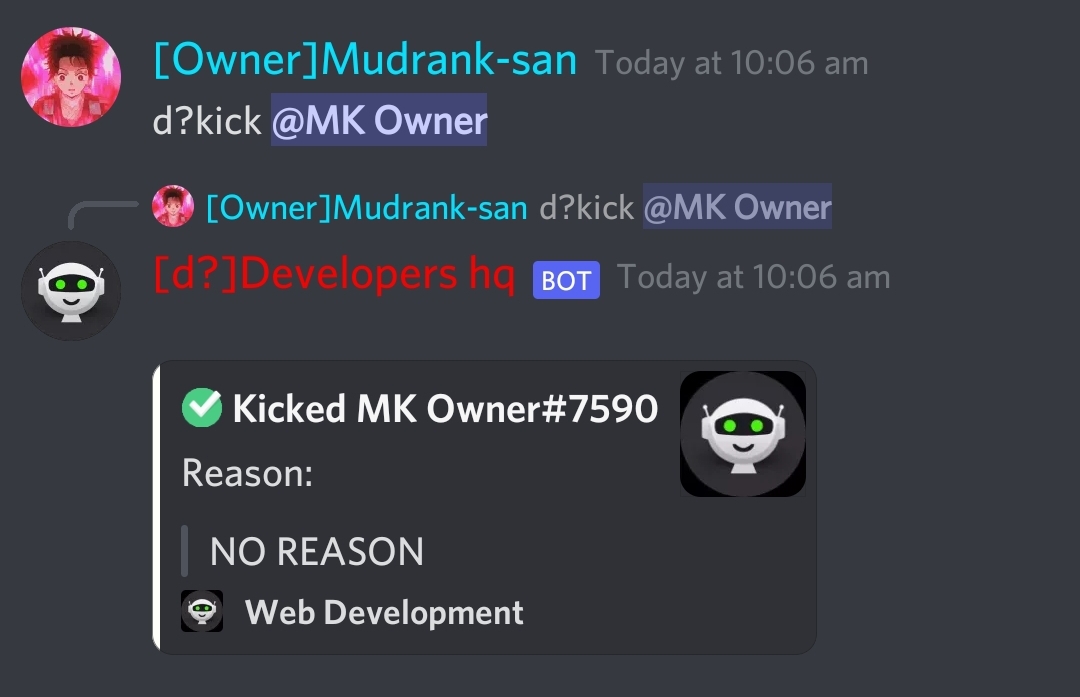 [Owner]Mudrank-san Today at 10:06 am
d?kick @MK Owner
[Owner]Mudrank-san d?kick @MK Owner
[d?]Developers hq BOT Today at 10:06 am
Kicked MK Owner#7590
Reason:
NO REASON
Web Development